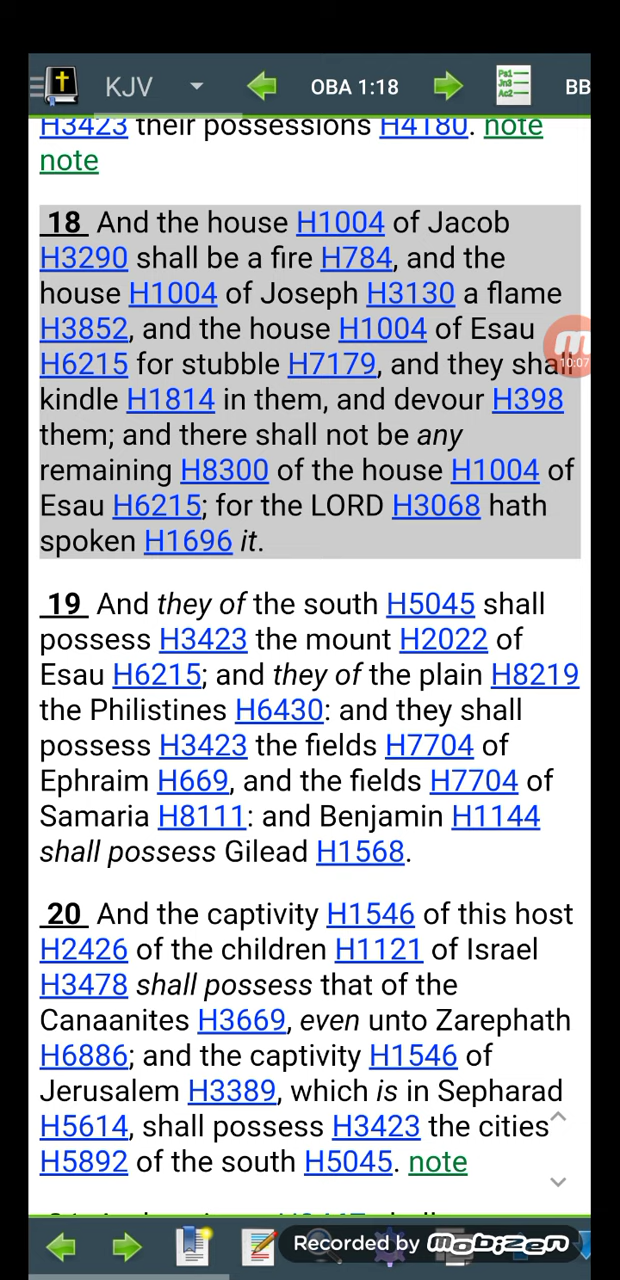 KJV OBA 1:18 Ps1 Jn3 Ac2 BB
H3423 their possessions H4180. note
note
18 And the house H1004 of Jacob
H3290 shall be a fire H784, and the
house H1004 of Joseph H3130 a flame
H3852, and the house H1004 of Esau
H6215 for stubble H7179, and they shall
10:07
kindle H1814 in them, and devour H398
them; and there shall not be any
remaining H8300 of the house H1004 of
Esau H6215; for the LORD H3068 hath
spoken H1696 it.
19 And they of the south H5045 shall
possess H3423 the mount H2022 of
Esau H6215; and they of the plain H8219
the Philistines H6430: and they shall
possess H3423 the fields H7704 of
Ephraim H669, and the fields H7704 of
Samaria H8111: and Benjamin H1144
shall possess Gilead H1568.
20 And the captivity H1546 of this host
H2426 of the children H1121 of Israel
H3478 shall possess that of the
Canaanites H3669, even unto Zarephath
H6886; and the captivity H1546 of
Jerusalem H3389, which is in Sepharad
H5614, shall possess H3423 the cities
H5892 of the south H5045. note
Recorded by mobizen